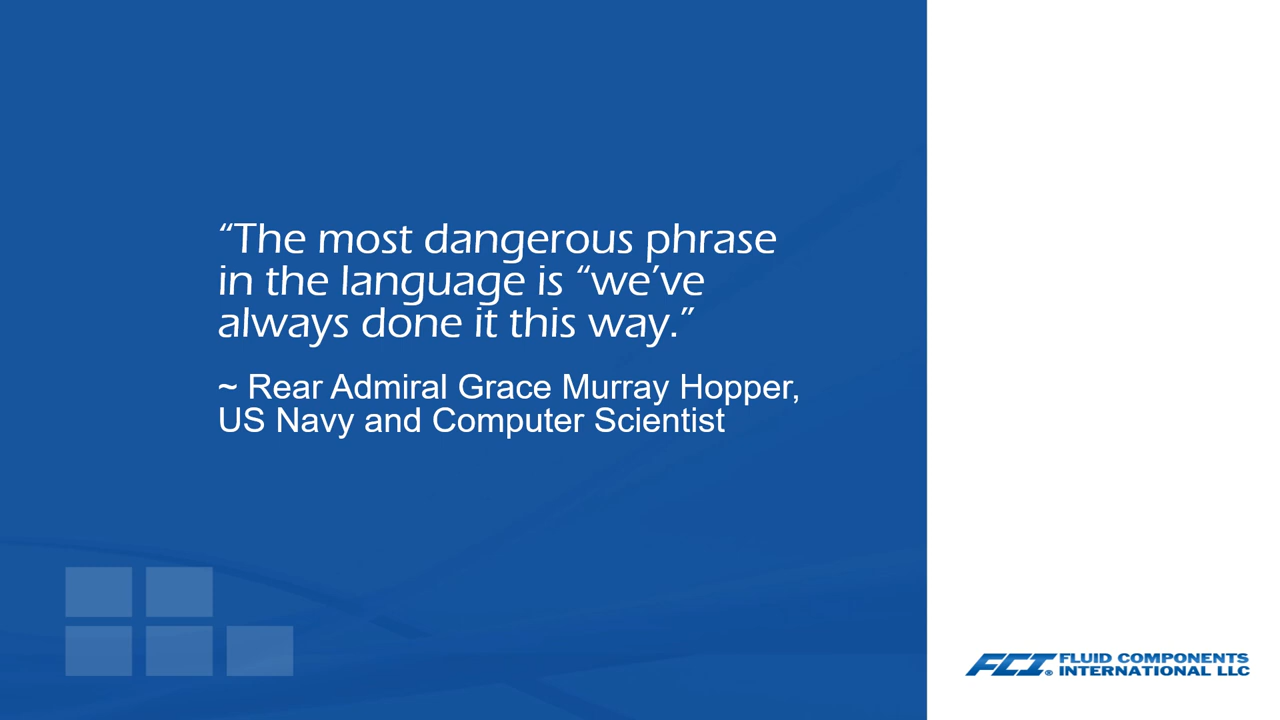 “The most dangerous phrase
in the language is “we’ve
always done it this way.”
~ Rear Admiral Grace Murray Hopper,
US Navy and Computer Scientist
FCI® FLUID COMPONENTS
INTERNATIONAL LLC